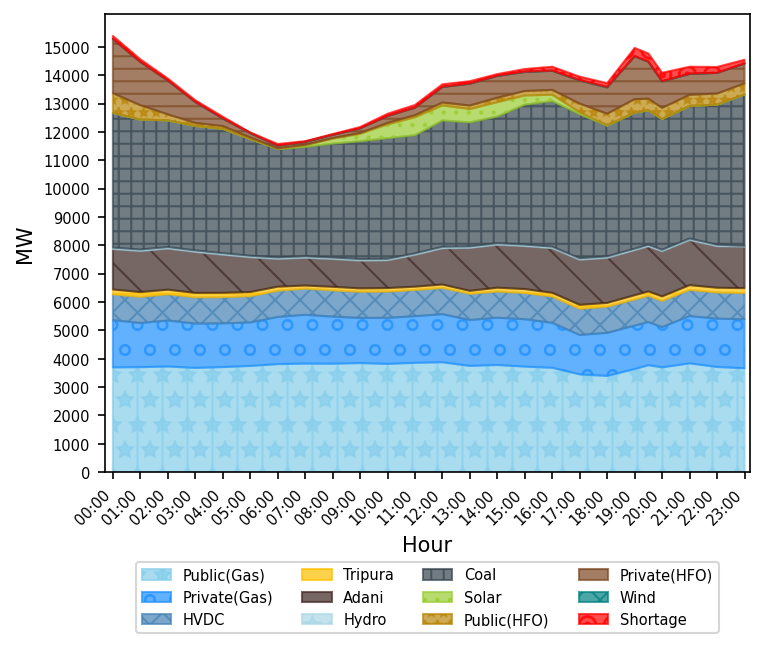 15000
14000
13000
12000
11000
10000
9000
8000
7000
6000
5000
4000
3000
2000
1000
0
MW
00:00 01:00 02:00 03:00 04:00 05:00 06:00 07:00 08:00 09:00 10:00 11:00 12:00 13:00 14:00 15:00 16:00 17:00 18:00 19:00 20:00 21:00 22:00 23:00
Hour
Public(Gas) Tripura Coal Private(HFO)
Private(Gas) Adani Solar Wind
HVDC Hydro Public(HFO) Shortage